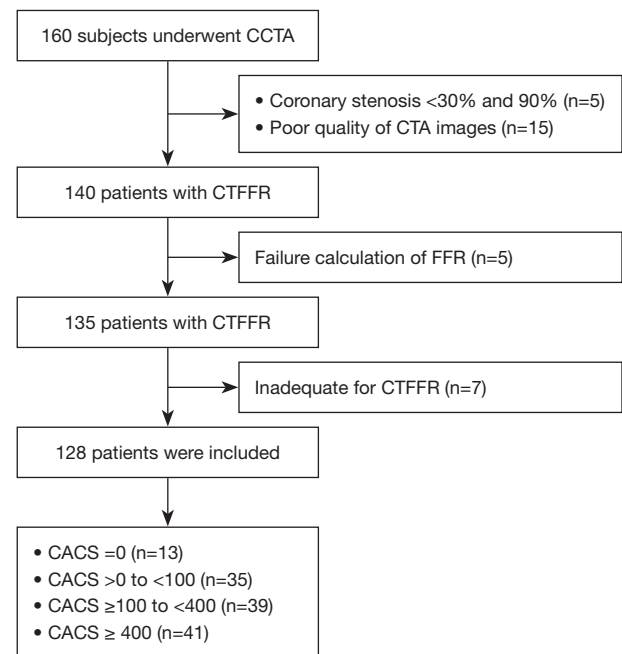 160 subjects underwent CCTA
• Coronary stenosis <30% and 90% (n=5)
• Poor quality of CTA images (n=15)
140 patients with CTFFR
Failure calculation of FFR (n=5)
135 patients with CTFFR
Inadequate for CTFFR (n=7)
128 patients were included
• CACS =0 (n=13)
• CACS >0 to <100 (n=35)
• CACS ≥100 to <400 (n=39)
• CACS ≥ 400 (n=41)